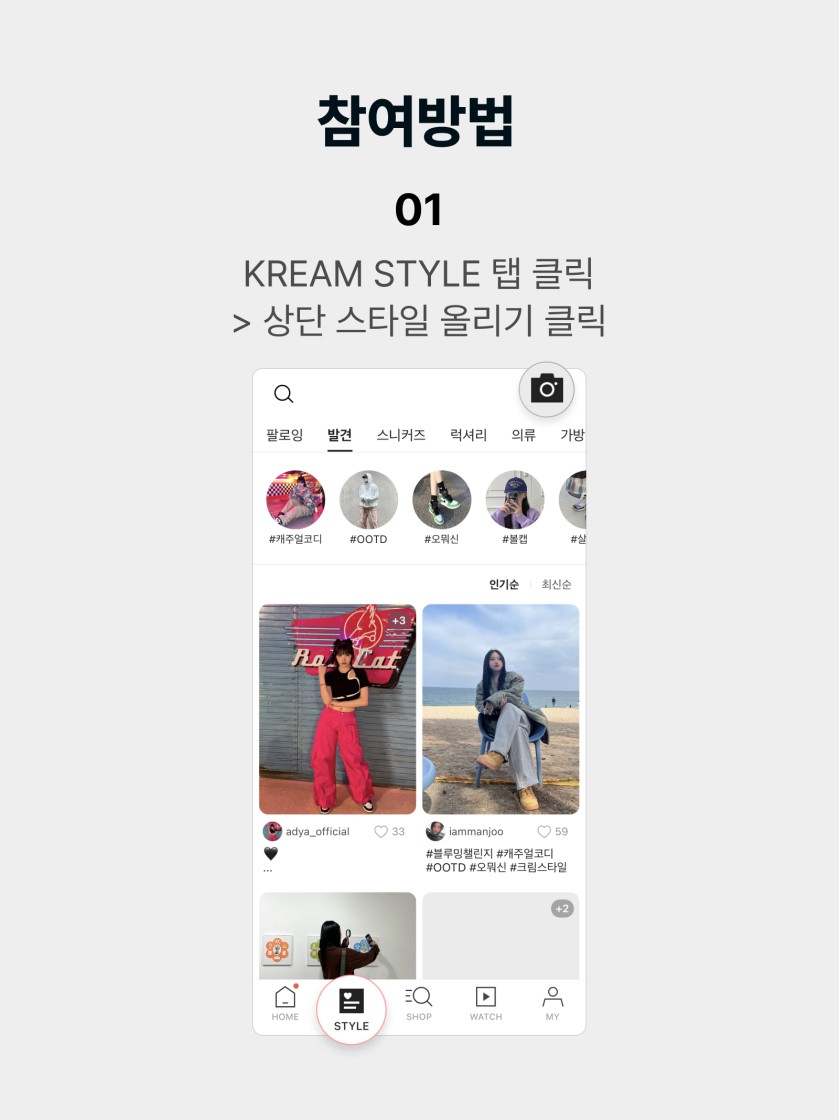 참여방법
01
KREAM STYLE 탭 클릭
> 상단 스타일 올리기 클릭
팔로잉 발견 스니커즈 럭셔리 의류 가방
#캐주얼코디 #OOTD #오뭐신 #볼캡 #살
인기순 최신순
+3
adya_official 33
...
iammanjoo 59
#블루밍챌린지 #캐주얼코디
#OOTD #오뭐신 #크림스타일
+2
HOME STYLE SHOP WATCH MY